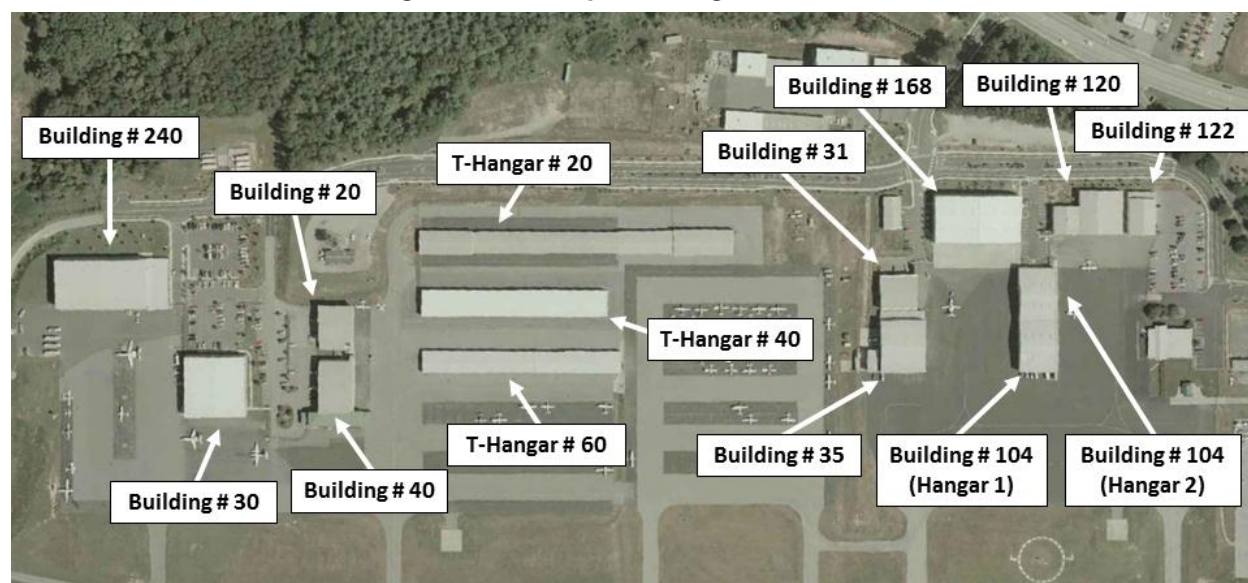 Building # 168
Building # 120
Building # 122
Building # 240
T-Hangar # 20
Building # 31
Building # 20
T-Hangar # 40
T-Hangar # 60
Building # 35
Building # 104
(Hangar 1)
Building # 104
(Hangar 2)
Building # 30
Building # 40